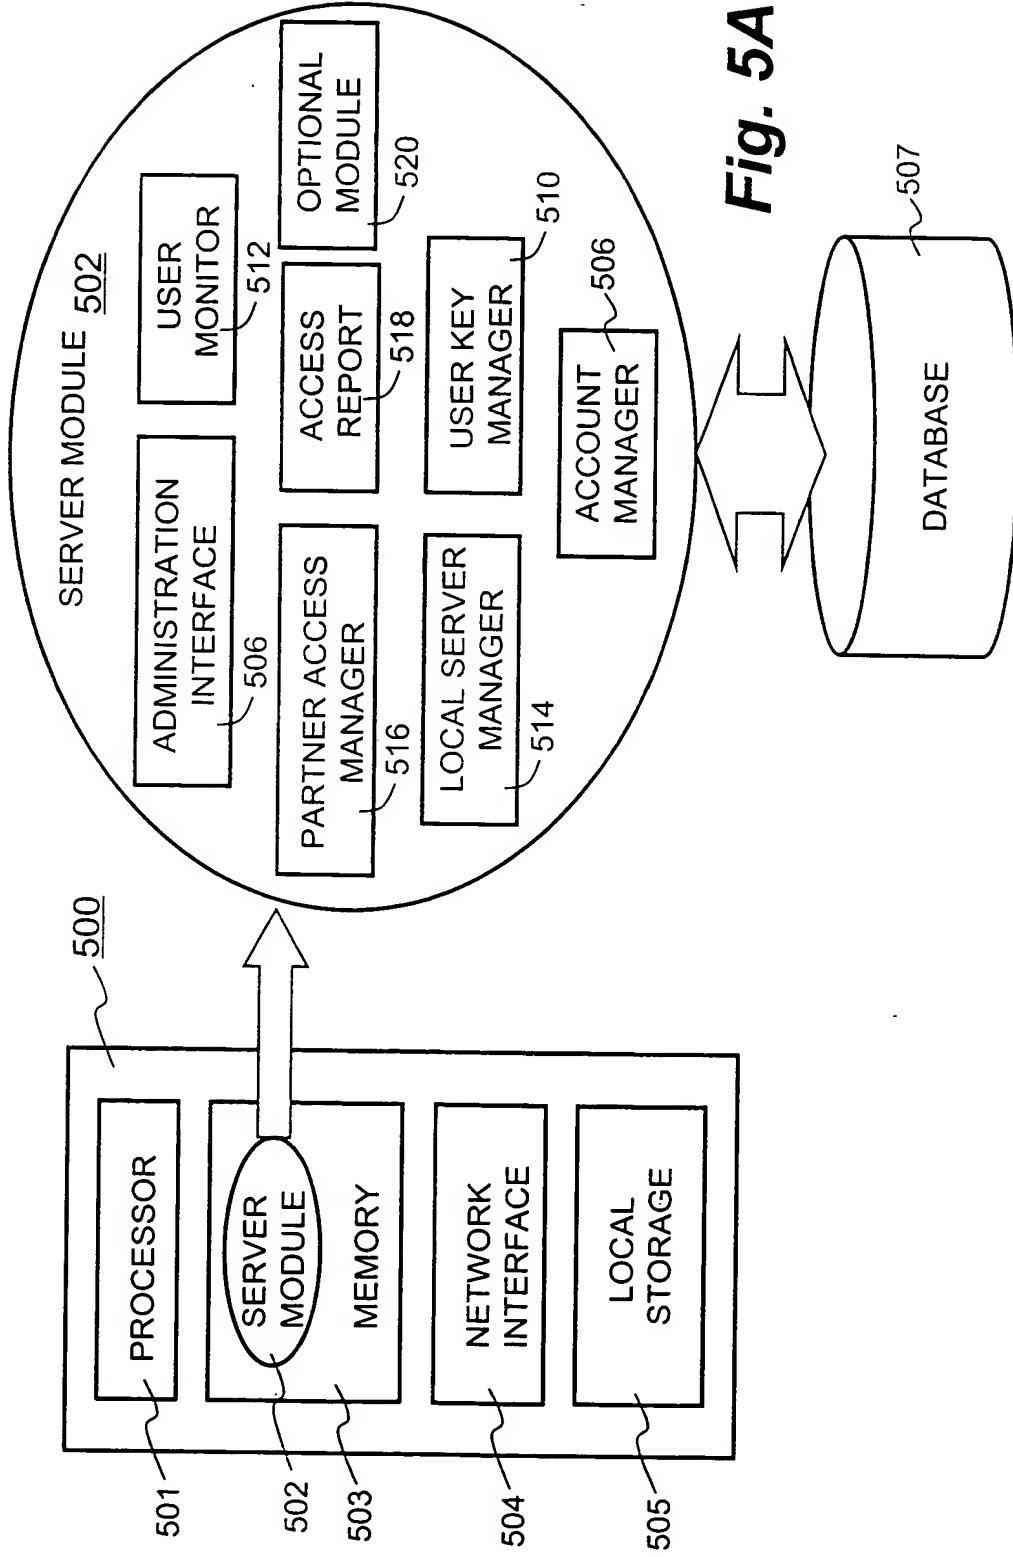 500
PROCESSOR
501
SERVER
MODULE
502
MEMORY
503
NETWORK
INTERFACE
504
LOCAL
STORAGE
505
SERVER MODULE 502
ADMINISTRATION
INTERFACE
506
USER
MONITOR
512
PARTNER ACCESS
MANAGER
516
ACCESS
REPORT
518
OPTIONAL
MODULE
520
LOCAL SERVER
MANAGER
514
USER KEY
MANAGER
510
ACCOUNT
MANAGER
506
DATABASE
507
Fig. 5A